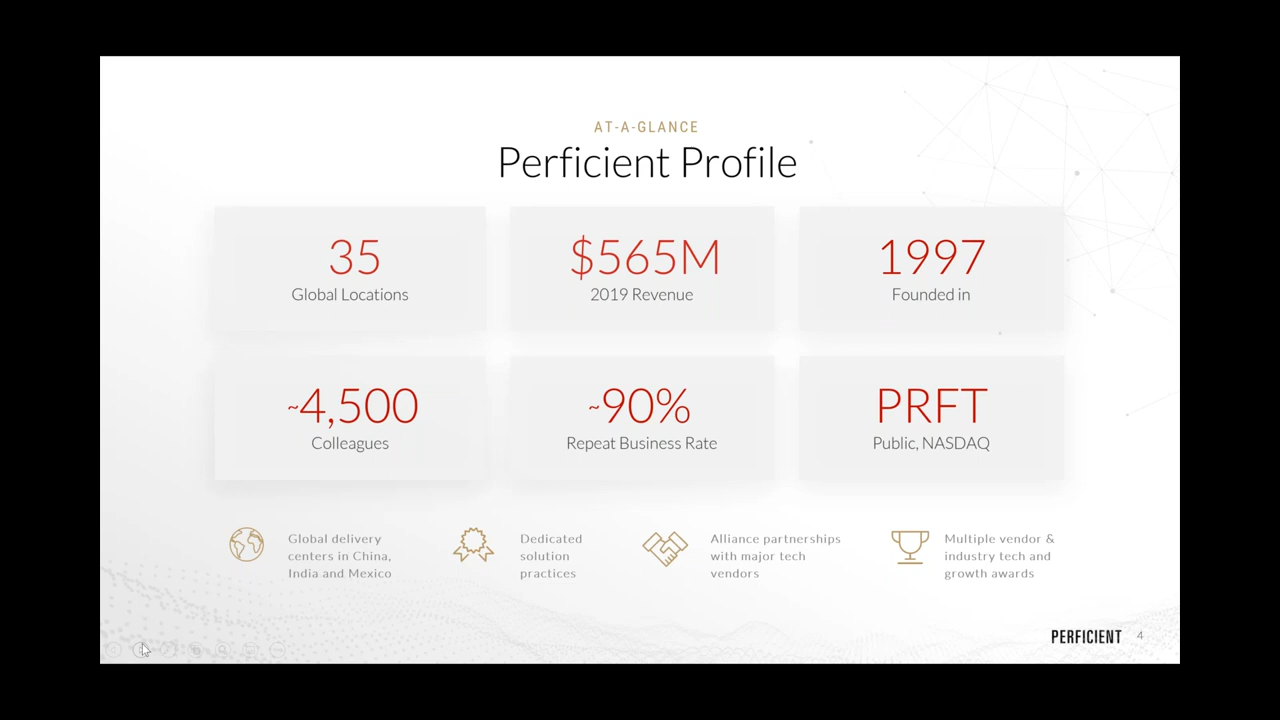 AT-A-GLANCE
Perficient Profile
35
Global Locations
$565M
2019 Revenue
1997
Founded in
~4,500
Colleagues
~90%
Repeat Business Rate
PRFT
Public, NASDAQ
Global delivery
centers in China,
India and Mexico
Dedicated
solution
practices
Alliance partnerships
with major tech
vendors
Multiple vendor &
industry tech and
growth awards
PERFICIENT 4